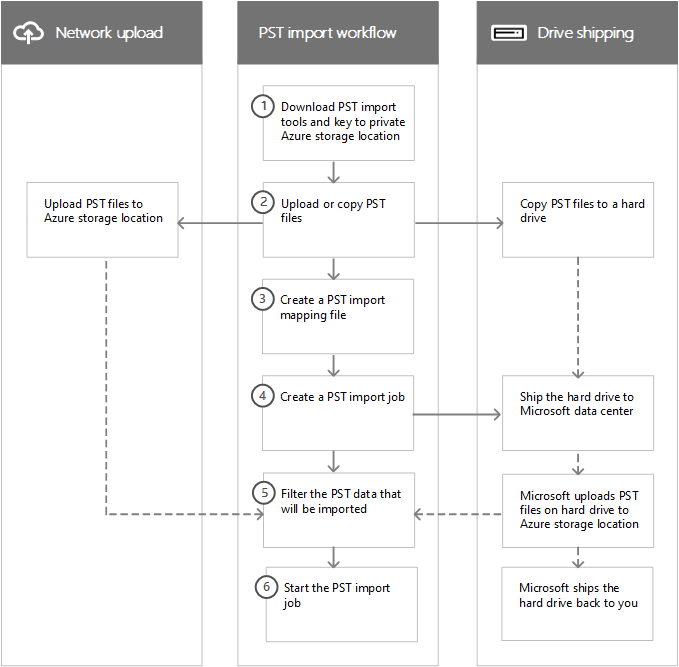 Network upload
PST import workflow
Drive shipping
1
Download PST import
tools and key to private
Azure storage location
Upload PST files to
Azure storage location
2
Upload or copy PST
files
Copy PST files to a hard
drive
3
Create a PST import
mapping file
4
Create a PST import job
Ship the hard drive to
Microsoft data center
5
Filter the PST data that
will be imported
Microsoft uploads PST
files on hard drive to
Azure storage location
6
Start the PST import
job
Microsoft ships the
hard drive back to you